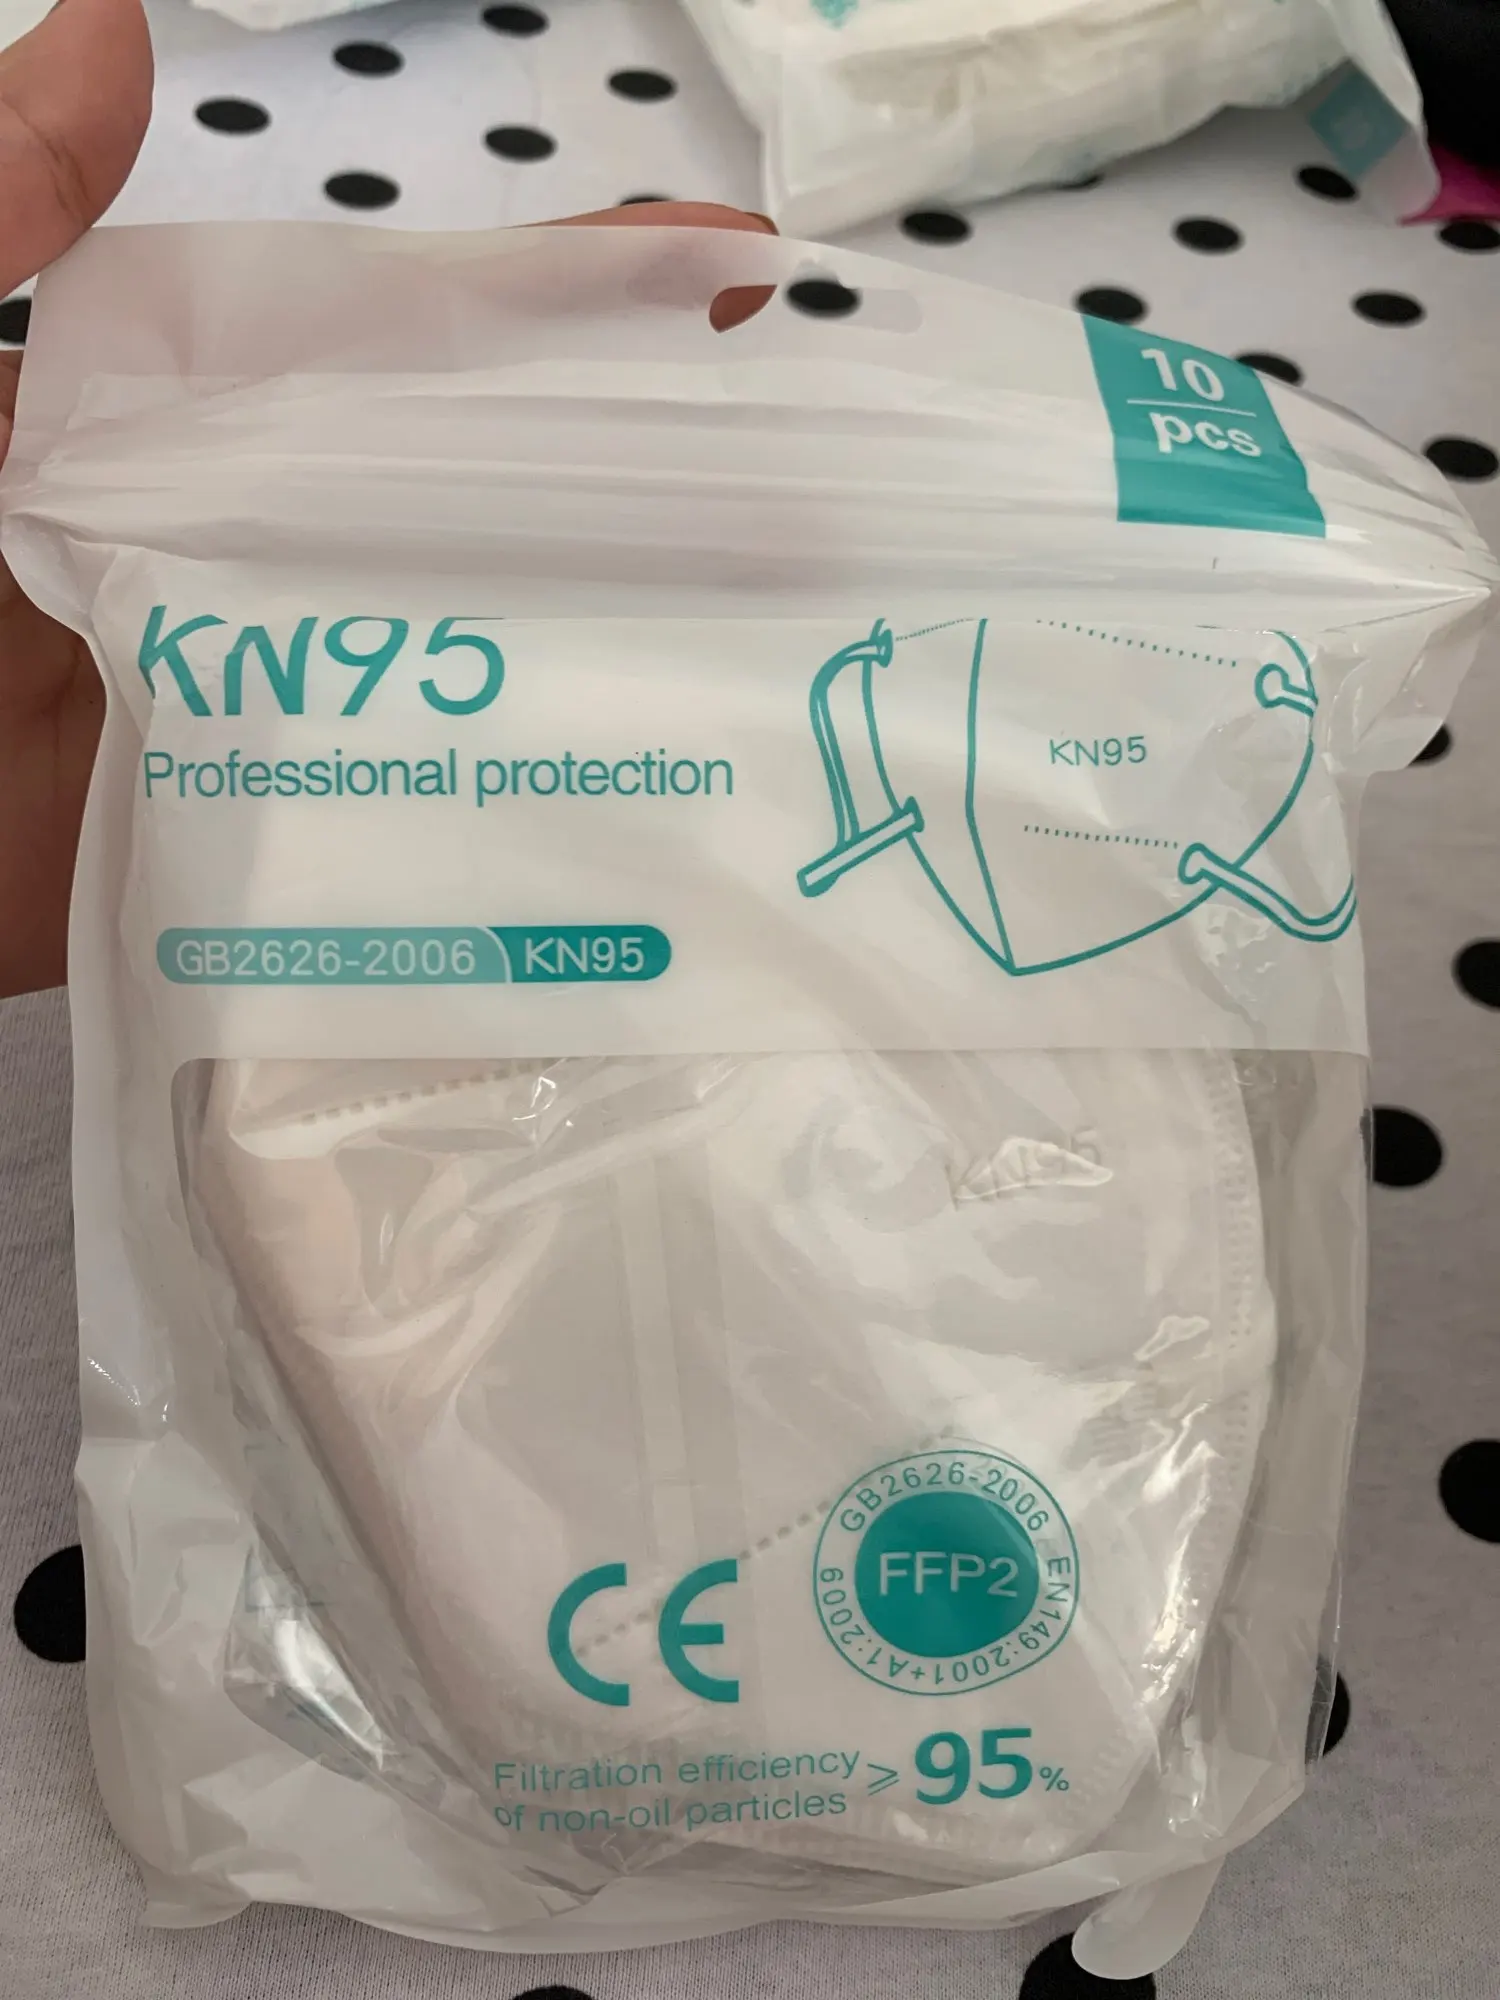 10
pcs
KN95
Professional protection
KN95
GB2626-2006 KN95
KN95
GB2626-2006 EN149:2001+A1:2009
FFP2
CE
Filtration efficiency
of non-oil particles
≥ 95%